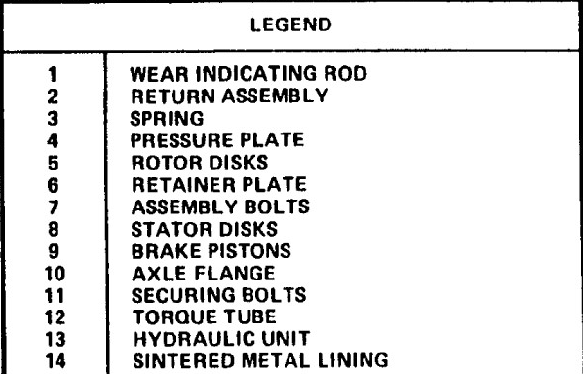 LEGEND
1 WEAR INDICATING ROD
2 RETURN ASSEMBLY
3 SPRING
4 PRESSURE PLATE
5 ROTOR DISKS
6 RETAINER PLATE
7 ASSEMBLY BOLTS
8 STATOR DISKS
9 BRAKE PISTONS
10 AXLE FLANGE
11 SECURING BOLTS
12 TORQUE TUBE
13 HYDRAULIC UNIT
14 SINTERED METAL LINING